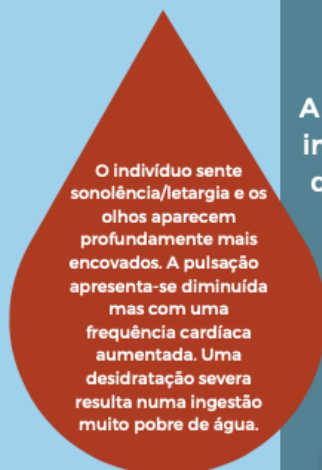 O indivíduo sente
sonolência/letargia e os
olhos aparecem
profundamente mais
encovados. A pulsação
apresenta-se diminuída
mas com uma
frequência cardíaca
aumentada. Uma
desidratação severa
resulta numa ingestão
muito pobre de água.
A